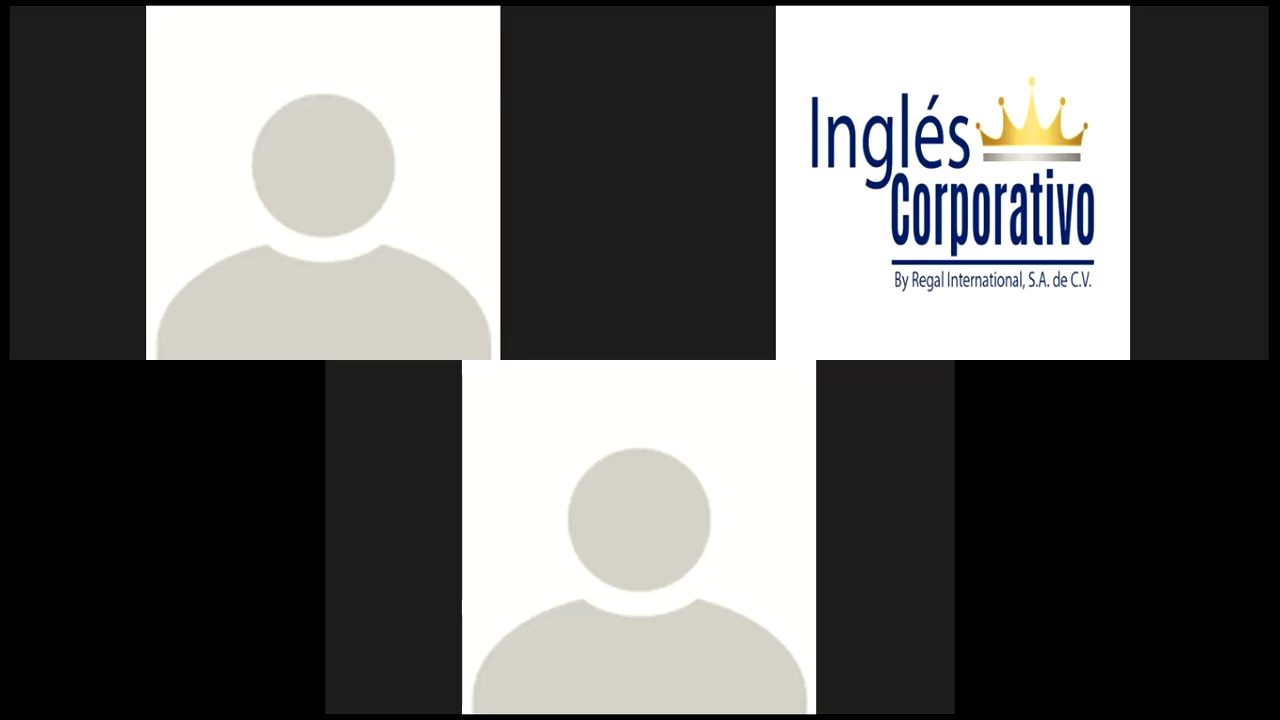 Inglés
Corporativo
By Regal International, S.A. de C.V.